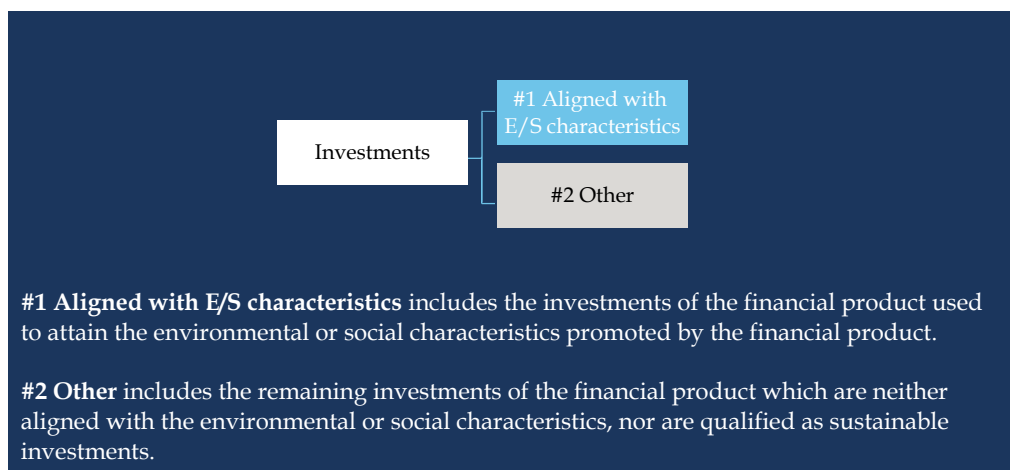 #1 Aligned with
E/S characteristics
Investments
#2 Other
#1 Aligned with E/S characteristics includes the investments of the financial product used
to attain the environmental or social characteristics promoted by the financial product.
#2 Other includes the remaining investments of the financial product which are neither
aligned with the environmental or social characteristics, nor are qualified as sustainable
investments.